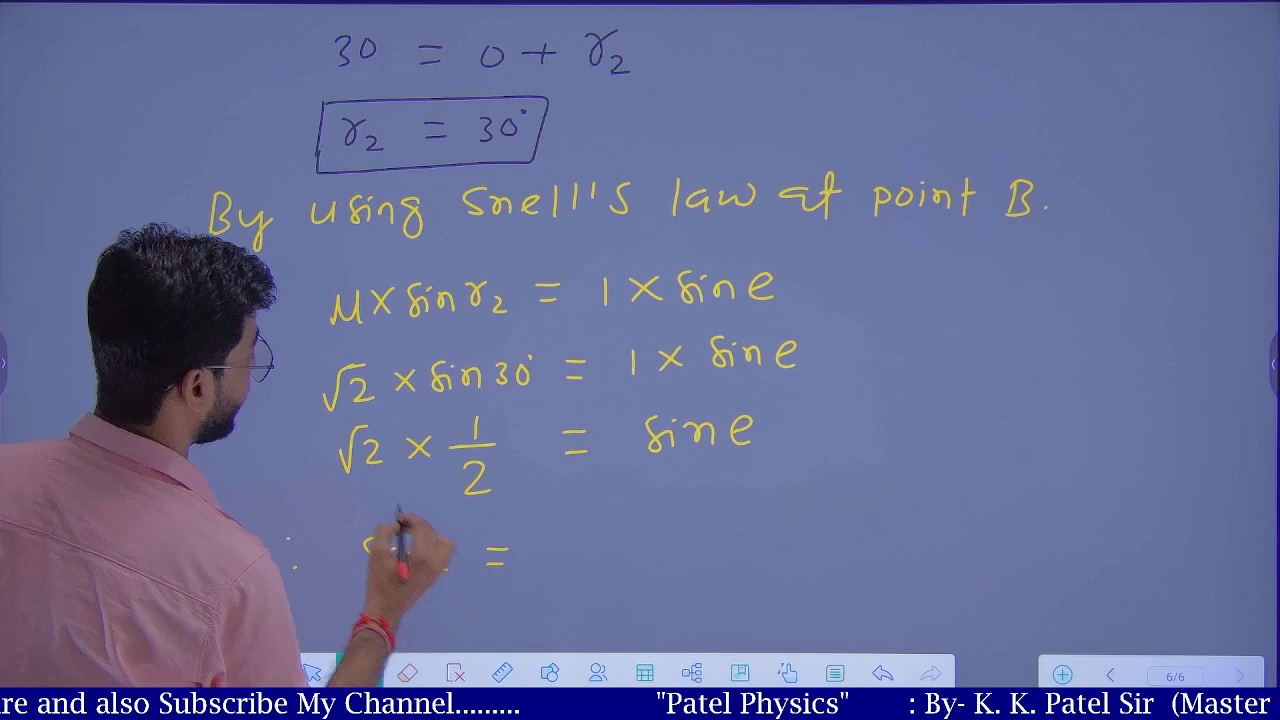 30 = 0 + r₂
r₂ = 30°
By using Snell's law at point B.
μ × sin r₂ = 1 × sin e
√2 × sin 30° = 1 × sin e
√2 × 1/2 = sin e
: =
6/6
re and also Subscribe My Channel......... "Patel Physics" : By- K. K. Patel Sir (Master